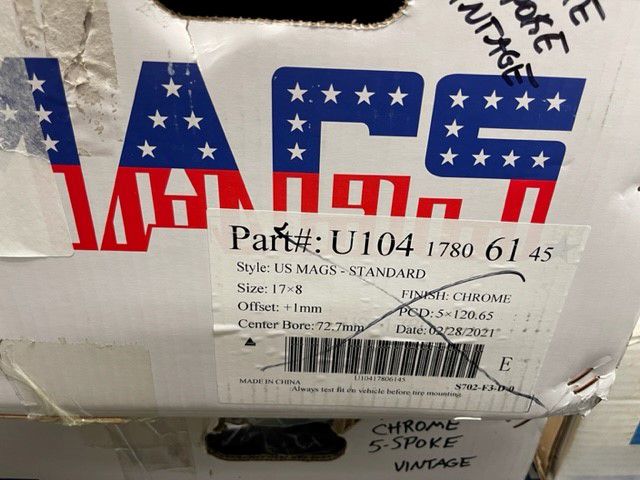 SPOKE
VINTAGE
MAGS
Part#: U104 1780 61 45
Style: US MAGS - STANDARD
Size: 17×8
FINISH: CHROME
Offset: +1mm
PCD: 5×120.65
Center Bore: 72.7mm
Date: 02/28/2021
E
U10417806145
MADE IN CHINA
S702-F3-D-0
Always test fit on vehicle before tire mounting
CHROME
5-SPOKE
VINTAGE